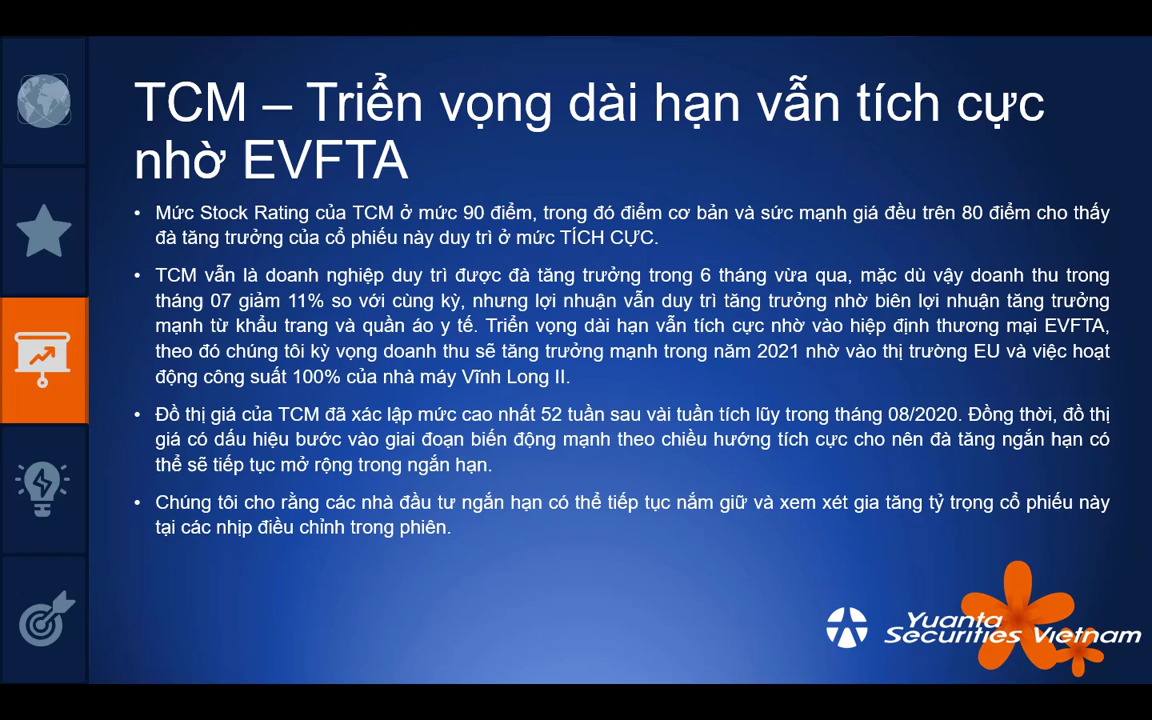 TCM – Triển vọng dài hạn vẫn tích cực
nhờ EVFTA
• Mức Stock Rating của TCM ở mức 90 điểm, trong đó điểm cơ bản và sức mạnh giá đều trên 80 điểm cho thấy
đà tăng trưởng của cổ phiếu này duy trì ở mức TÍCH CỰC.
• TCM vẫn là doanh nghiệp duy trì được đà tăng trưởng trong 6 tháng vừa qua, mặc dù vậy doanh thu trong
tháng 07 giảm 11% so với cùng kỳ, nhưng lợi nhuận vẫn duy trì tăng trưởng nhờ biên lợi nhuận tăng trưởng
mạnh từ khẩu trang và quần áo y tế. Triển vọng dài hạn vẫn tích cực nhờ vào hiệp định thương mại EVFTA,
theo đó chúng tôi kỳ vọng doanh thu sẽ tăng trưởng mạnh trong năm 2021 nhờ vào thị trường EU và việc hoạt
động công suất 100% của nhà máy Vĩnh Long II.
• Đồ thị giá của TCM đã xác lập mức cao nhất 52 tuần sau vài tuần tích lũy trong tháng 08/2020. Đồng thời, đồ thị
giá có dấu hiệu bước vào giai đoạn biến động mạnh theo chiều hướng tích cực cho nên đà tăng ngắn hạn có
thể sẽ tiếp tục mở rộng trong ngắn hạn.
• Chúng tôi cho rằng các nhà đầu tư ngắn hạn có thể tiếp tục nắm giữ và xem xét gia tăng tỷ trọng cổ phiếu này
tại các nhịp điều chỉnh trong phiên.
Yuanta
Securities Vietnam